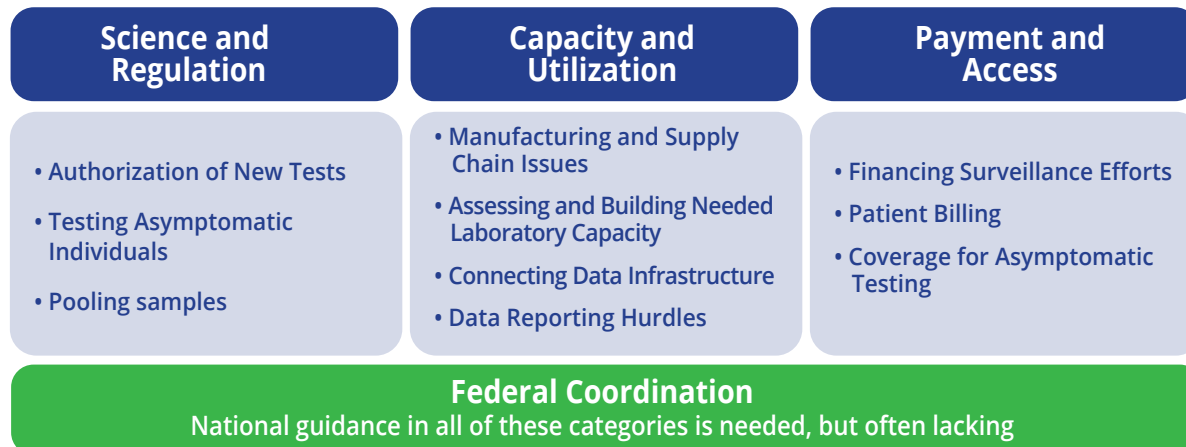 Science and
Regulation
• Authorization of New Tests
• Testing Asymptomatic
Individuals
• Pooling samples
Capacity and
Utilization
• Manufacturing and Supply
Chain Issues
• Assessing and Building Needed
Laboratory Capacity
• Connecting Data Infrastructure
• Data Reporting Hurdles
Payment and
Access
• Financing Surveillance Efforts
• Patient Billing
• Coverage for Asymptomatic
Testing
Federal Coordination
National guidance in all of these categories is needed, but often lacking